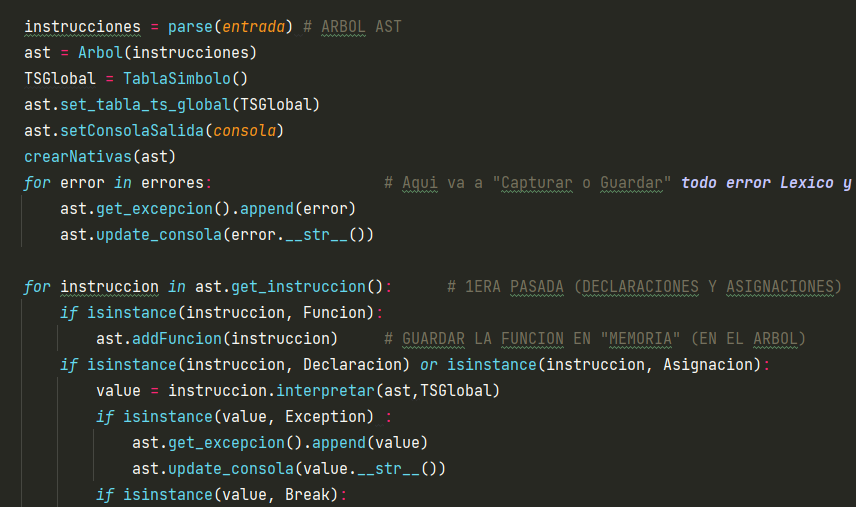 instrucciones = parse(entrada) # ARBOL AST
ast = Arbol(instrucciones)
TSGlobal = TablaSimbolo()
ast.set_tabla_ts_global(TSGlobal)
ast.setConsolaSalida(consola)
crearNativas(ast)
for error in errores: # Aqui va a "Capturar o Guardar" todo error Lexico y
ast.get_excepcion().append(error)
ast.update_consola(error.__str__())
for instruccion in ast.get_instruccion(): # 1ERA PASADA (DECLARACIONES Y ASIGNACIONES)
if isinstance(instruccion, Funcion):
ast.addFuncion(instruccion) # GUARDAR LA FUNCION EN "MEMORIA" (EN EL ARBOL)
if isinstance(instruccion, Declaracion) or isinstance(instruccion, Asignacion):
value = instruccion.interpretar(ast,TSGlobal)
if isinstance(value, Exception) :
ast.get_excepcion().append(value)
ast.update_consola(value.__str__())
if isinstance(value, Break):